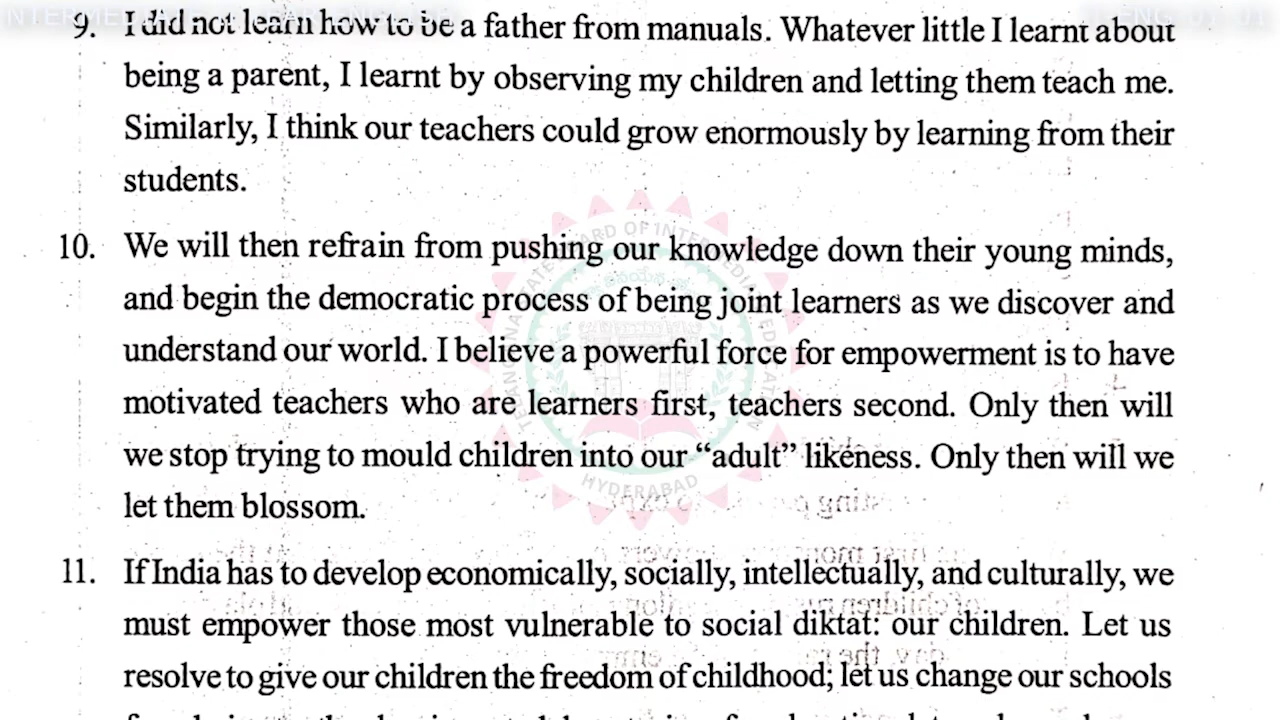 9. I did not learn how to be a father from manuals. Whatever little I learnt about
being a parent, I learnt by observing my children and letting them teach me.
Similarly, I think our teachers could grow enormously by learning from their
students.
10. We will then refrain from pushing our knowledge down their young minds,
and begin the democratic process of being joint learners as we discover and
understand our world. I believe a powerful force for empowerment is to have
motivated teachers who are learners first, teachers second. Only then will
we stop trying to mould children into our “adult” likeness. Only then will we
let them blossom.
11. If India has to develop economically, socially, intellectually, and culturally, we
must empower those most vulnerable to social diktat: our children. Let us
resolve to give our children the freedom of childhood; let us change our schools
TELANGANA STATE BOARD OF INTERMEDIATE EDUCATION
HYDERABAD